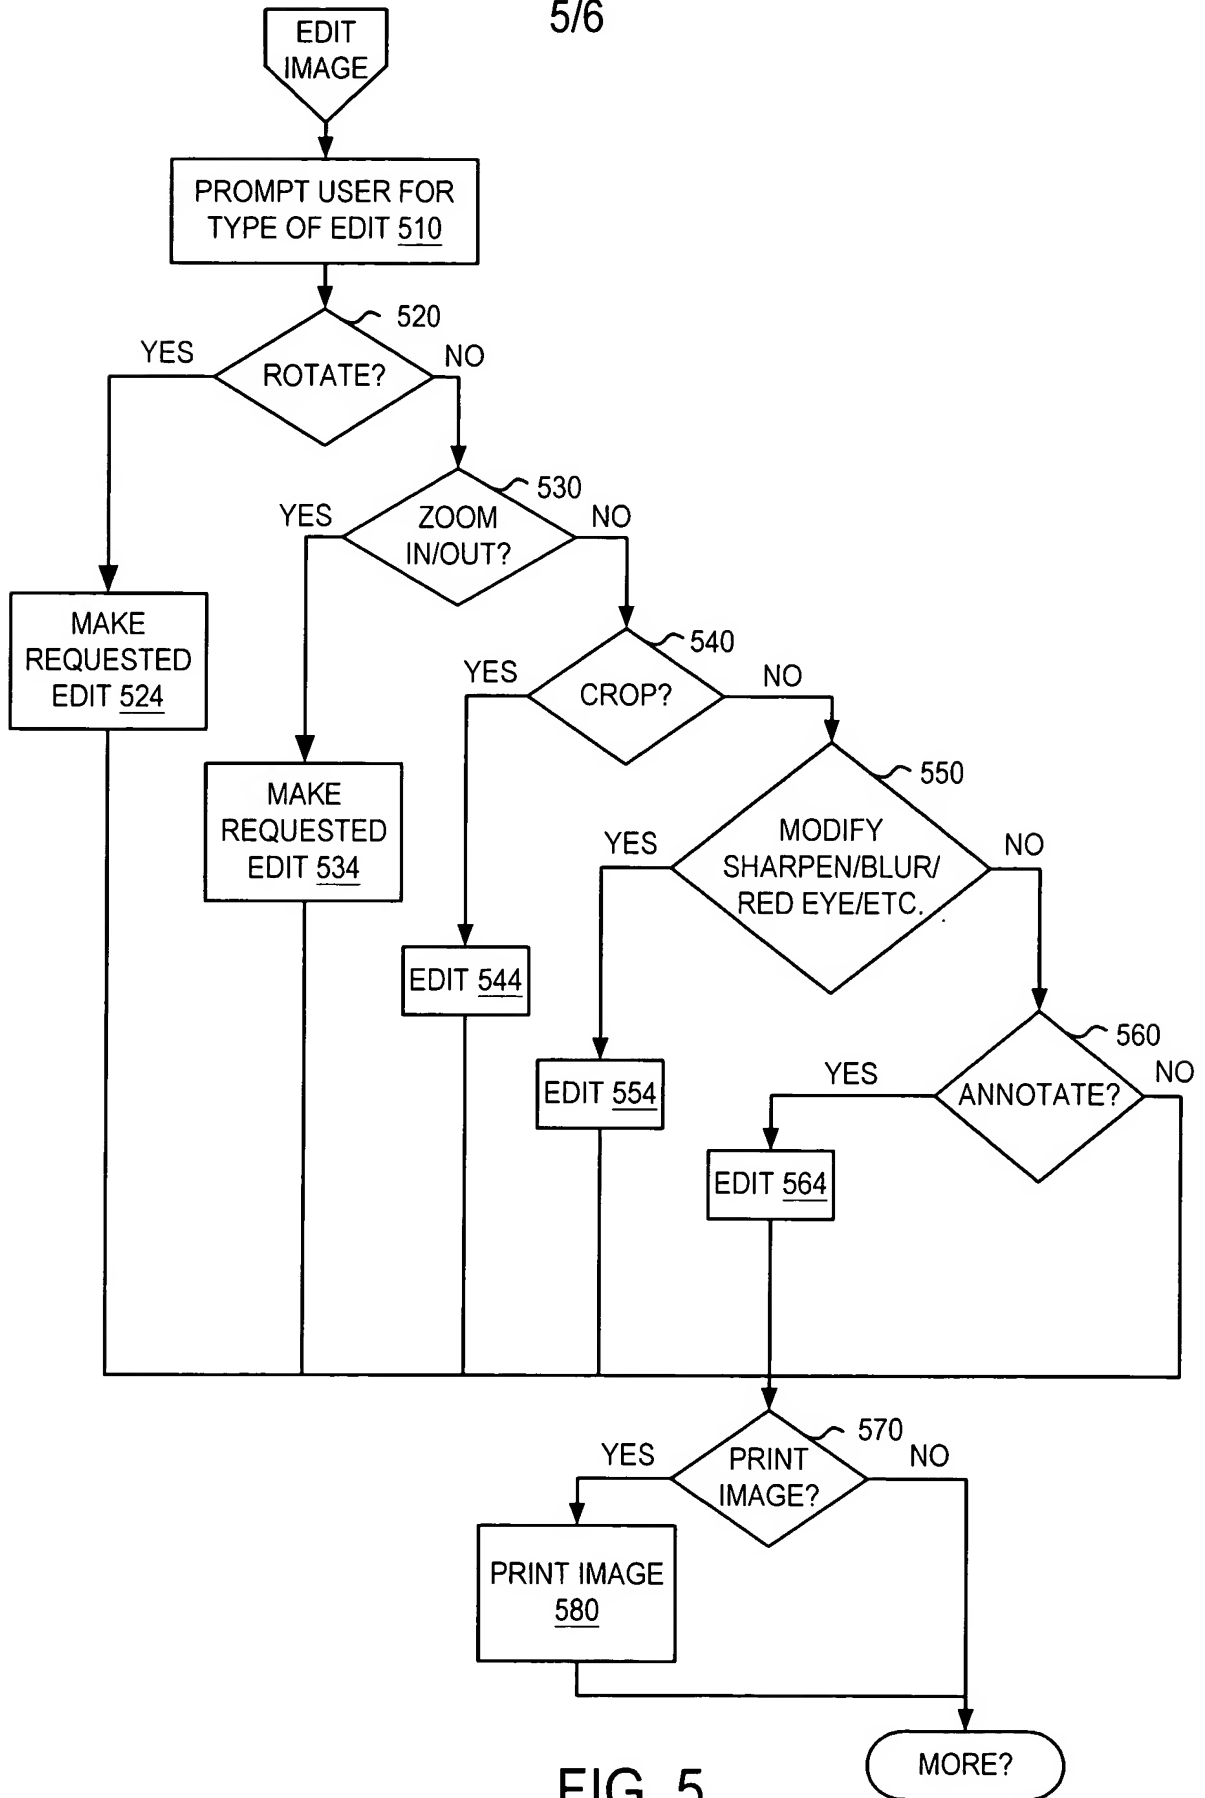 5/6
EDIT
IMAGE
PROMPT USER FOR
TYPE OF EDIT 510
520
YES
ROTATE?
NO
530
YES
ZOOM
IN/OUT?
NO
MAKE
REQUESTED
EDIT 524
540
YES
CROP?
NO
MAKE
REQUESTED
EDIT 534
550
YES
MODIFY
SHARPEN/BLUR/
RED EYE/ETC.
NO
EDIT 544
560
EDIT 554
YES
ANNOTATE?
NO
EDIT 564
570
YES
PRINT
IMAGE?
NO
PRINT IMAGE
580
MORE?
FIG. 5